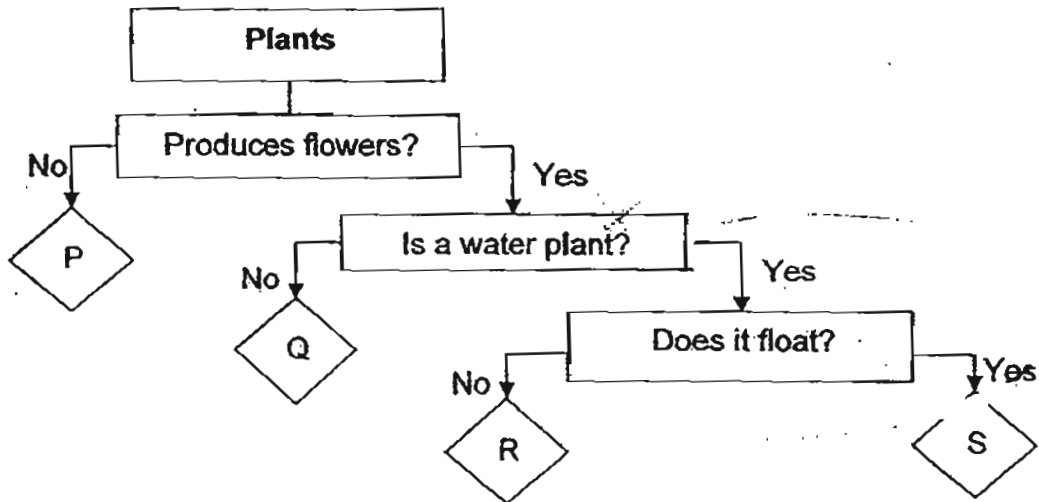 Plants
Produces flowers?
No
Yes
P
Is a water plant?
No
Yes
Q
Does it float?
No
Yes
R
S